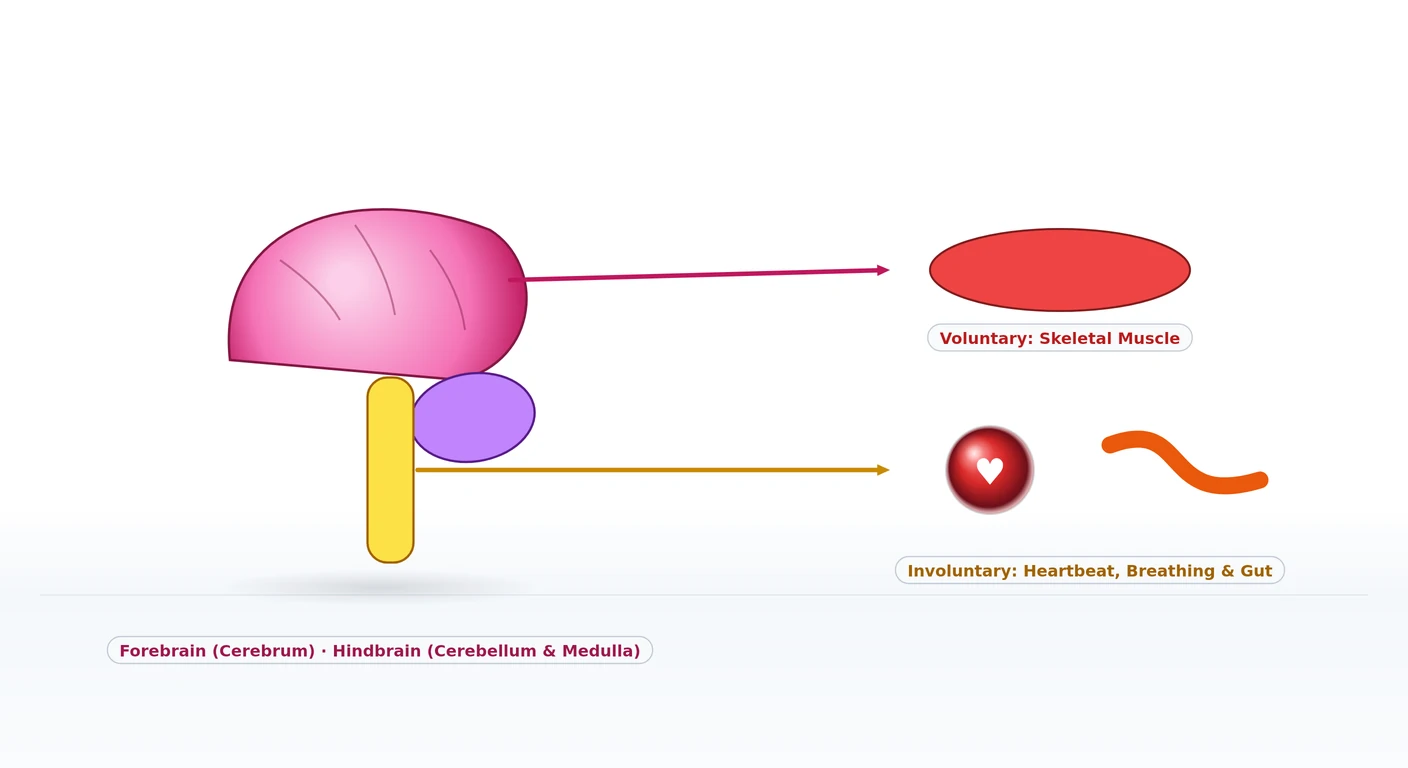 Voluntary: Skeletal Muscle
Involuntary: Heartbeat, Breathing & Gut
Forebrain (Cerebrum) · Hindbrain (Cerebellum & Medulla)